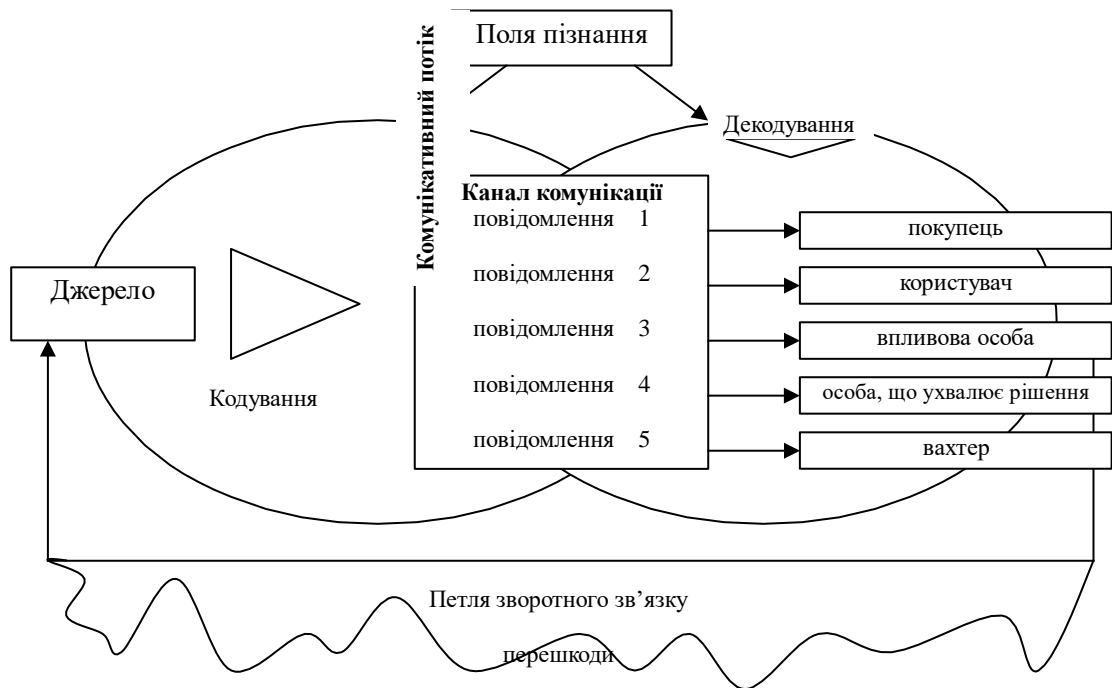 Поля пізнання
Комунікативний потік
Декодування
Канал комунікації
повідомлення 1
повідомлення 2
повідомлення 3
повідомлення 4
повідомлення 5
Джерело
Кодування
покупець
користувач
впливова особа
особа, що ухвалює рішення
вахтер
Петля зворотного зв’язку
перешкоди